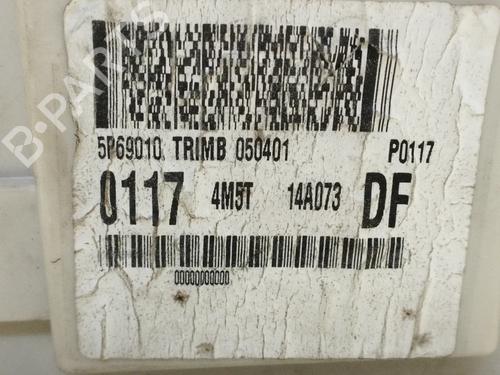 B-PARTS
5P69010 TRIMB 050401 P0117
0117 4M5T 14A073 DF
00000000000